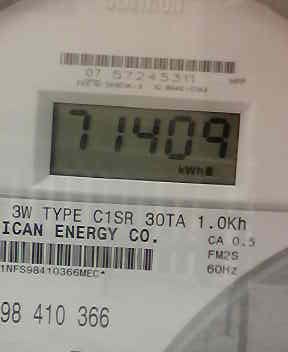 07 57245311
71409
kWh
3W TYPE C1SR 30TA 1.0Kh
ICAN ENERGY CO.
CA 0.5
FM2S
60Hz
1NFS98410366MEC*
98 410 366